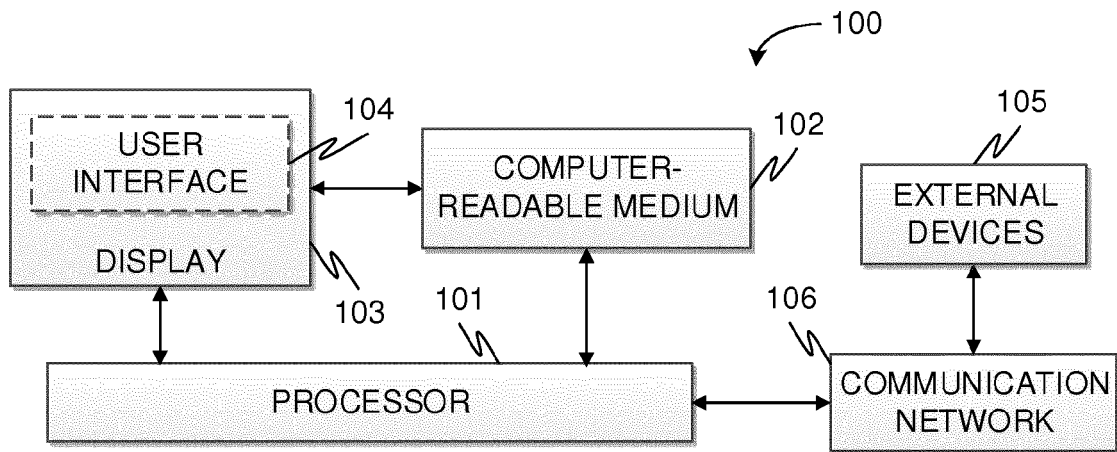 100
104
USER
INTERFACE
DISPLAY
103
COMPUTER-
READABLE MEDIUM
102
105
EXTERNAL
DEVICES
101
PROCESSOR
106
COMMUNICATION
NETWORK